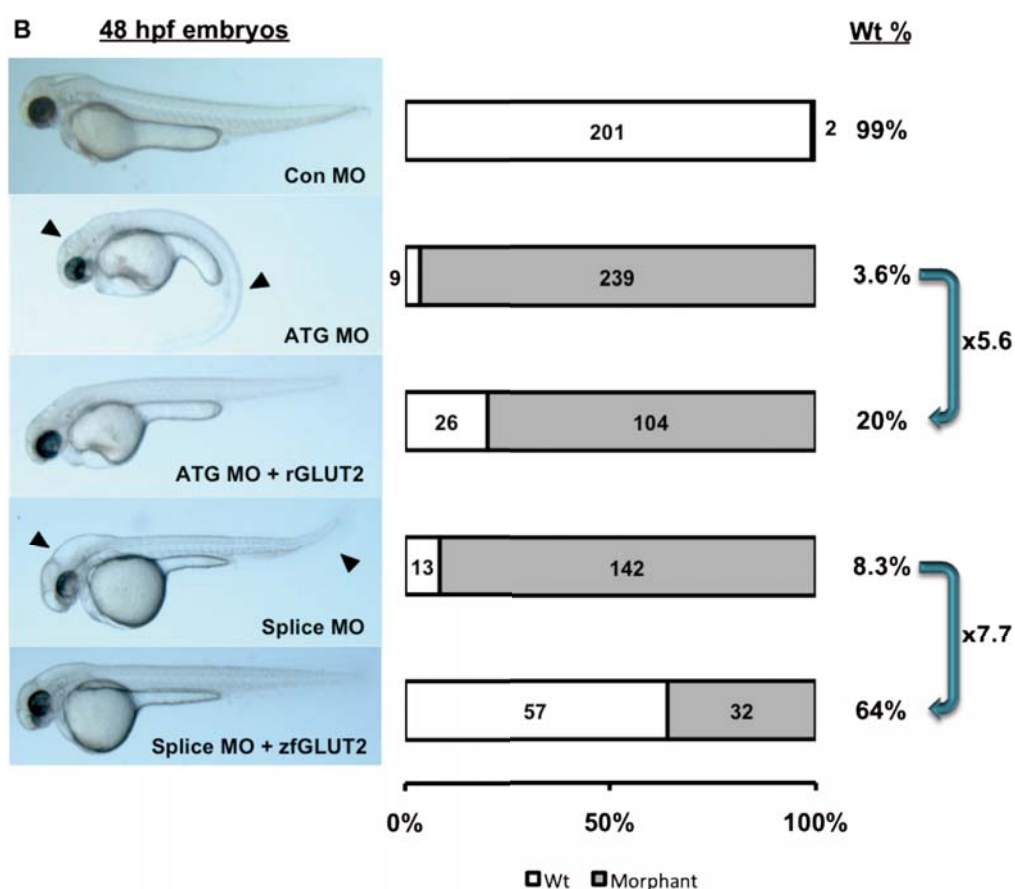 B 48 hpf embryos Wt %
Con MO
201 2 99%
ATG MO
9 239 3.6%
x5.6
ATG MO + rGLUT2
26 104 20%
Splice MO
13 142 8.3%
x7.7
Splice MO + zfGLUT2
57 32 64%
0% 50% 100%
Wt Morphant